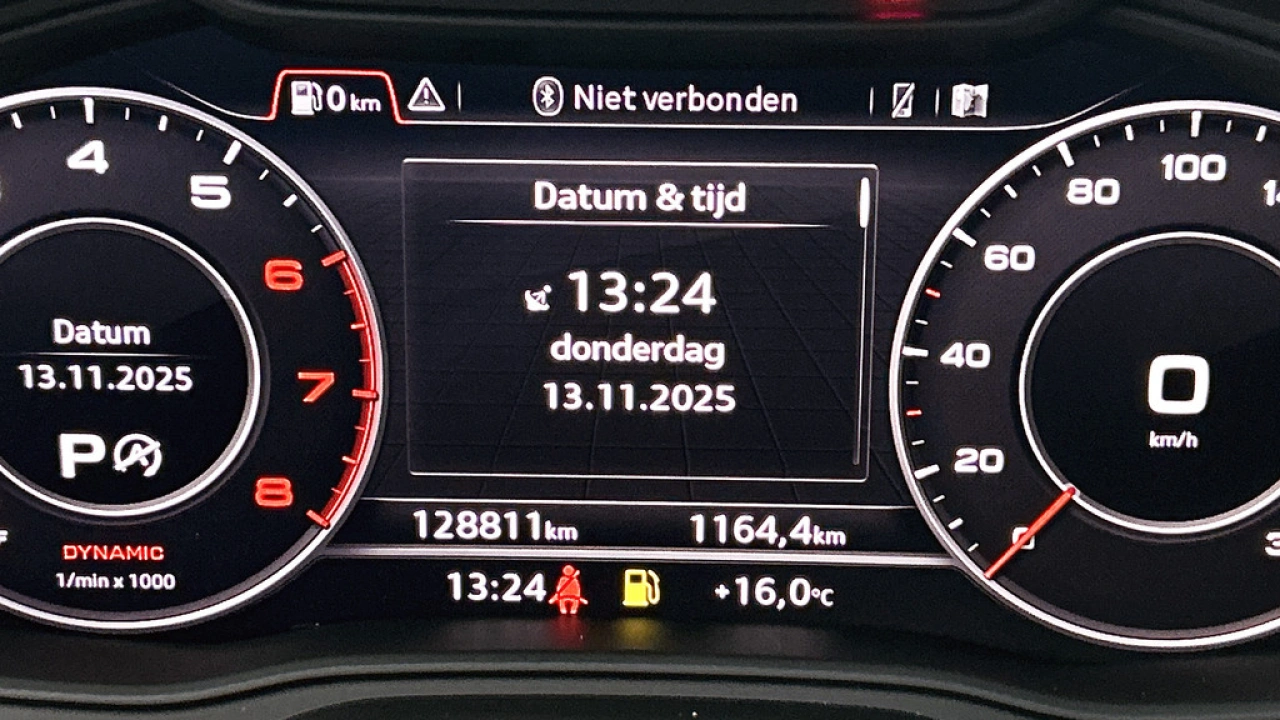 0 km
Niet verbonden
Datum & tijd
13:24
donderdag
13.11.2025
Datum
13.11.2025
P
4
5
6
7
8
DYNAMIC
1/min x 1000
128811 km
1164,4 km
13:24
+16,0 °C
0
20
40
60
80
100
0
km/h